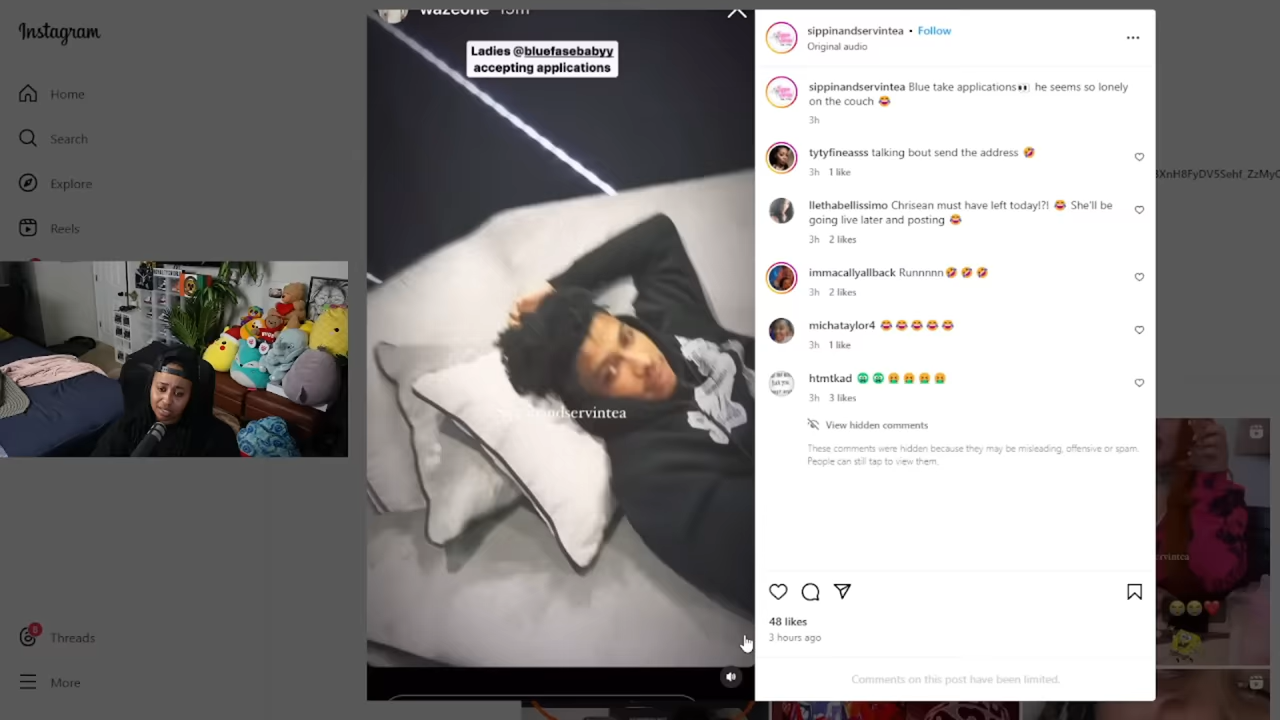 Instagram
Home
Search
Explore
Reels
Threads
More
wazeone 15m
Ladies @bluefasebabyy
accepting applications
sippinandservintea • Follow
Original audio
sippinandservintea Blue take applications👀 he seems so lonely
on the couch 😂
3h
tytyfineasss talking bout send the address 🤣
3h 1 like
llethabellissimo Chrisean must have left today!?! 😂 She'll be
going live later and posting 😂
3h 2 likes
immacallyallback Runnnnn🤣 🤣 🤣
3h 2 likes
michataylor4 😂 😂 😂 😂 😂
3h 1 like
htmtkad 🤮 🤮 🤬 🤬 🤬 🤬
3h 3 likes
View hidden comments
These comments were hidden because they may be misleading, offensive or spam.
People can still tap to view them.
48 likes
3 hours ago
Comments on this post have been limited.